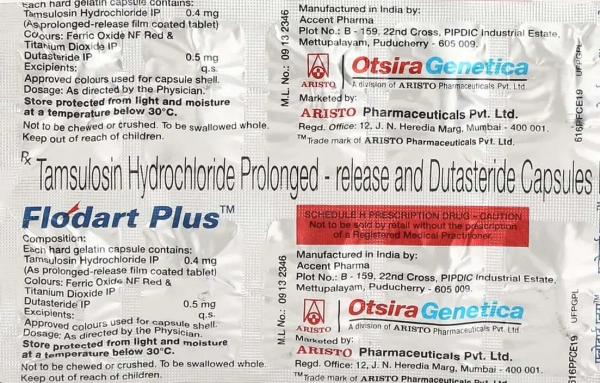 Each hard gelatin capsule contains:
Tamsulosin Hydrochloride IP 0.4 mg
(As prolonged-release film coated tablet)
Colours: Ferric Oxide NF Red &
Titanium Dioxide IP
Dutasteride IP 0.5 mg
Excipients: q.s.
Approved colours used for capsule shell.
Dosage: As directed by the Physician.
Store protected from light and moisture
at a temperature below 30°C.
Not to be chewed or crushed. To be swallowed whole.
Keep out of reach of children.
M.L. No.: 09 13 2346
Manufactured in India by:
Accent Pharma
Plot No.: B - 159, 22nd Cross, PIPDIC Industrial Estate,
Mettupalayam, Puducherry - 605 009.
ARISTO
Otsira Genetica
A division of ARISTO Pharmaceuticals Pvt. Ltd.
Marketed by:
ARISTO Pharmaceuticals Pvt. Ltd.
Regd. Office: 12, J. N. Heredia Marg, Mumbai - 400 001.
™Trade mark of ARISTO Pharmaceuticals Pvt. Ltd.
616PFCE19 UFPGPL
Rx Tamsulosin Hydrochloride Prolonged - release and Dutasteride Capsules
Flodart Plus™
SCHEDULE H PRESCRIPTION DRUG - CAUTION
Not to be sold by retail without the prescription
of a Registered Medical Practitioner.
Composition:
Each hard gelatin capsule contains:
Tamsulosin Hydrochloride IP 0.4 mg
(As prolonged-release film coated tablet)
Colours: Ferric Oxide NF Red &
Titanium Dioxide IP
Dutasteride IP 0.5 mg
Excipients: q.s.
Approved colours used for capsule shell.
Dosage: As directed by the Physician.
Store protected from light and moisture
at a temperature below 30°C.
Not to be chewed or crushed. To be swallowed whole.
Keep out of reach of children.
M.L. No.: 09 13 2346
Manufactured in India by:
Accent Pharma
Plot No.: B - 159, 22nd Cross, PIPDIC Industrial Estate,
Mettupalayam, Puducherry - 605 009.
ARISTO
Otsira Genetica
A division of ARISTO Pharmaceuticals Pvt. Ltd.
Marketed by:
ARISTO Pharmaceuticals Pvt. Ltd.
Regd. Office: 12, J. N. Heredia Marg, Mumbai - 400 001.
™Trade mark of ARISTO Pharmaceuticals Pvt. Ltd.
616PFCE19 UFPGPL